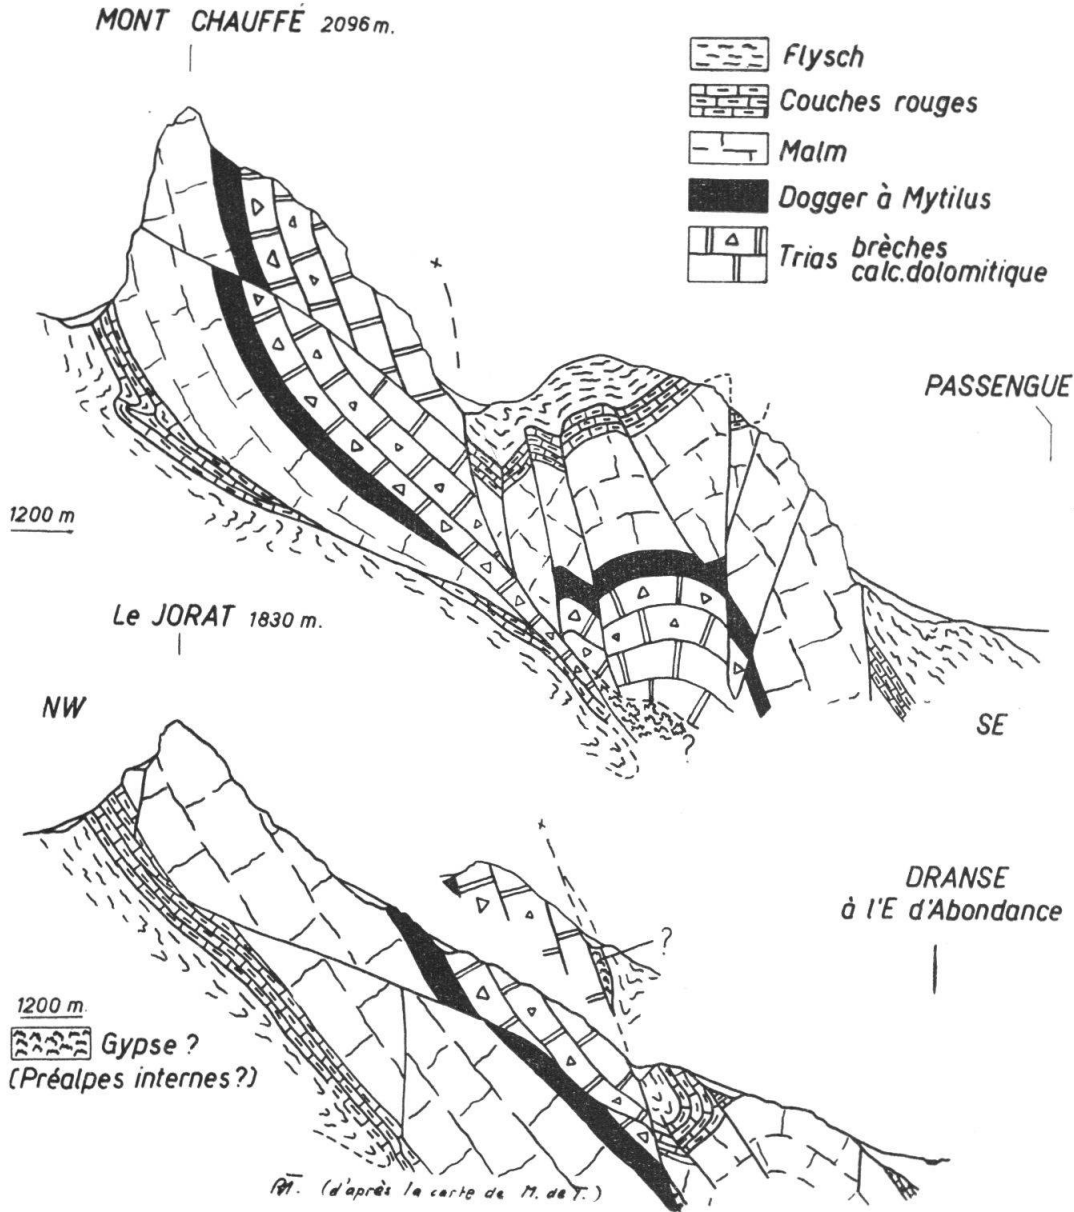 MONT CHAUFFÉ 2096 m.
Flysch
Couches rouges
Malm
Dogger à Mytilus
Trias brèches
calc.dolomitique
PASSENGUE
1200 m
Le JORAT 1830 m.
NW
SE
?
DRANSE
à l'E d'Abondance
?
1200 m.
Gypse ?
(Préalpes internes?)
(d'après la carte de M. de T.)